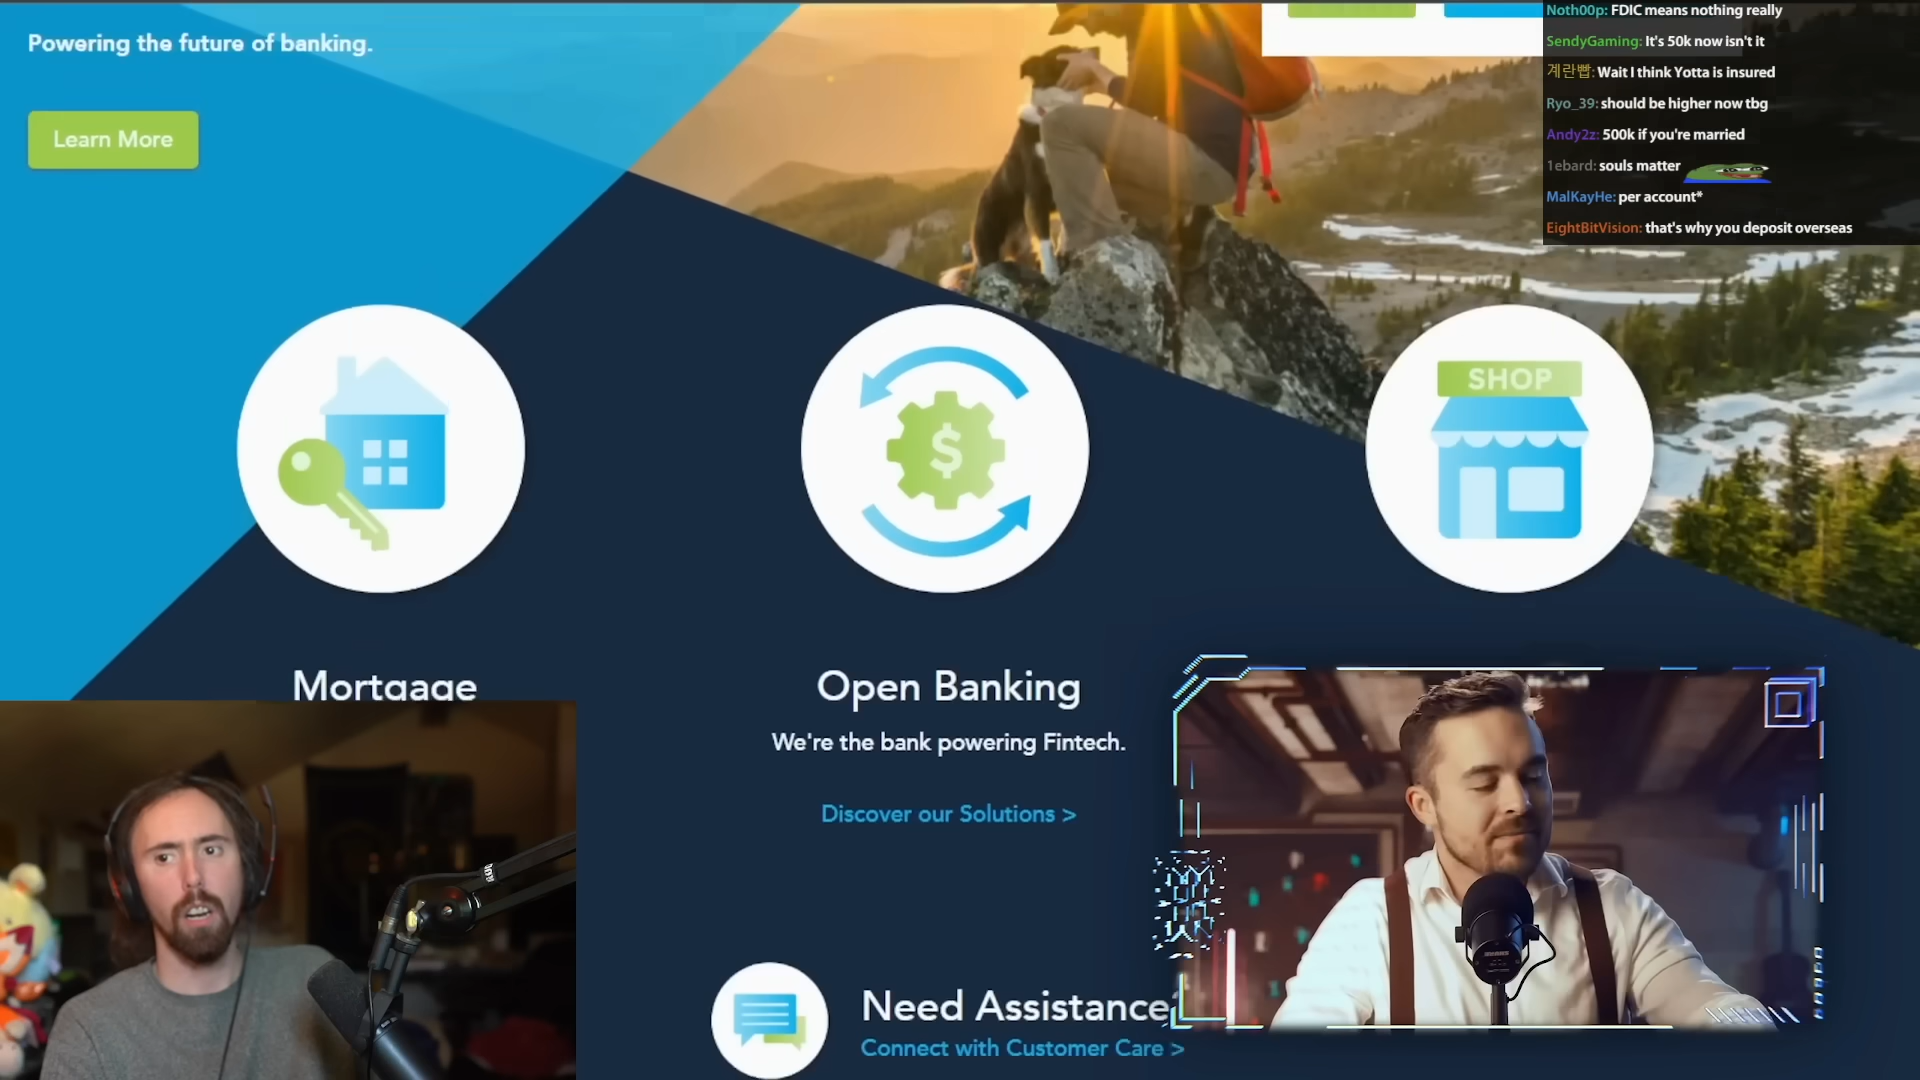 Powering the future of banking.
Learn More
Noth00p: FDIC means nothing really
SendyGaming: It's 50k now isn't it
계란빵: Wait I think Yotta is insured
Ryo_39: should be higher now tbg
Andy2z: 500k if you're married
1ebard: souls matter
MalKayHe: per account*
EightBitVision: that's why you deposit overseas
$
SHOP
Mortgage
Open Banking
We're the bank powering Fintech.
Discover our Solutions >
Need Assistance
Connect with Customer Care >